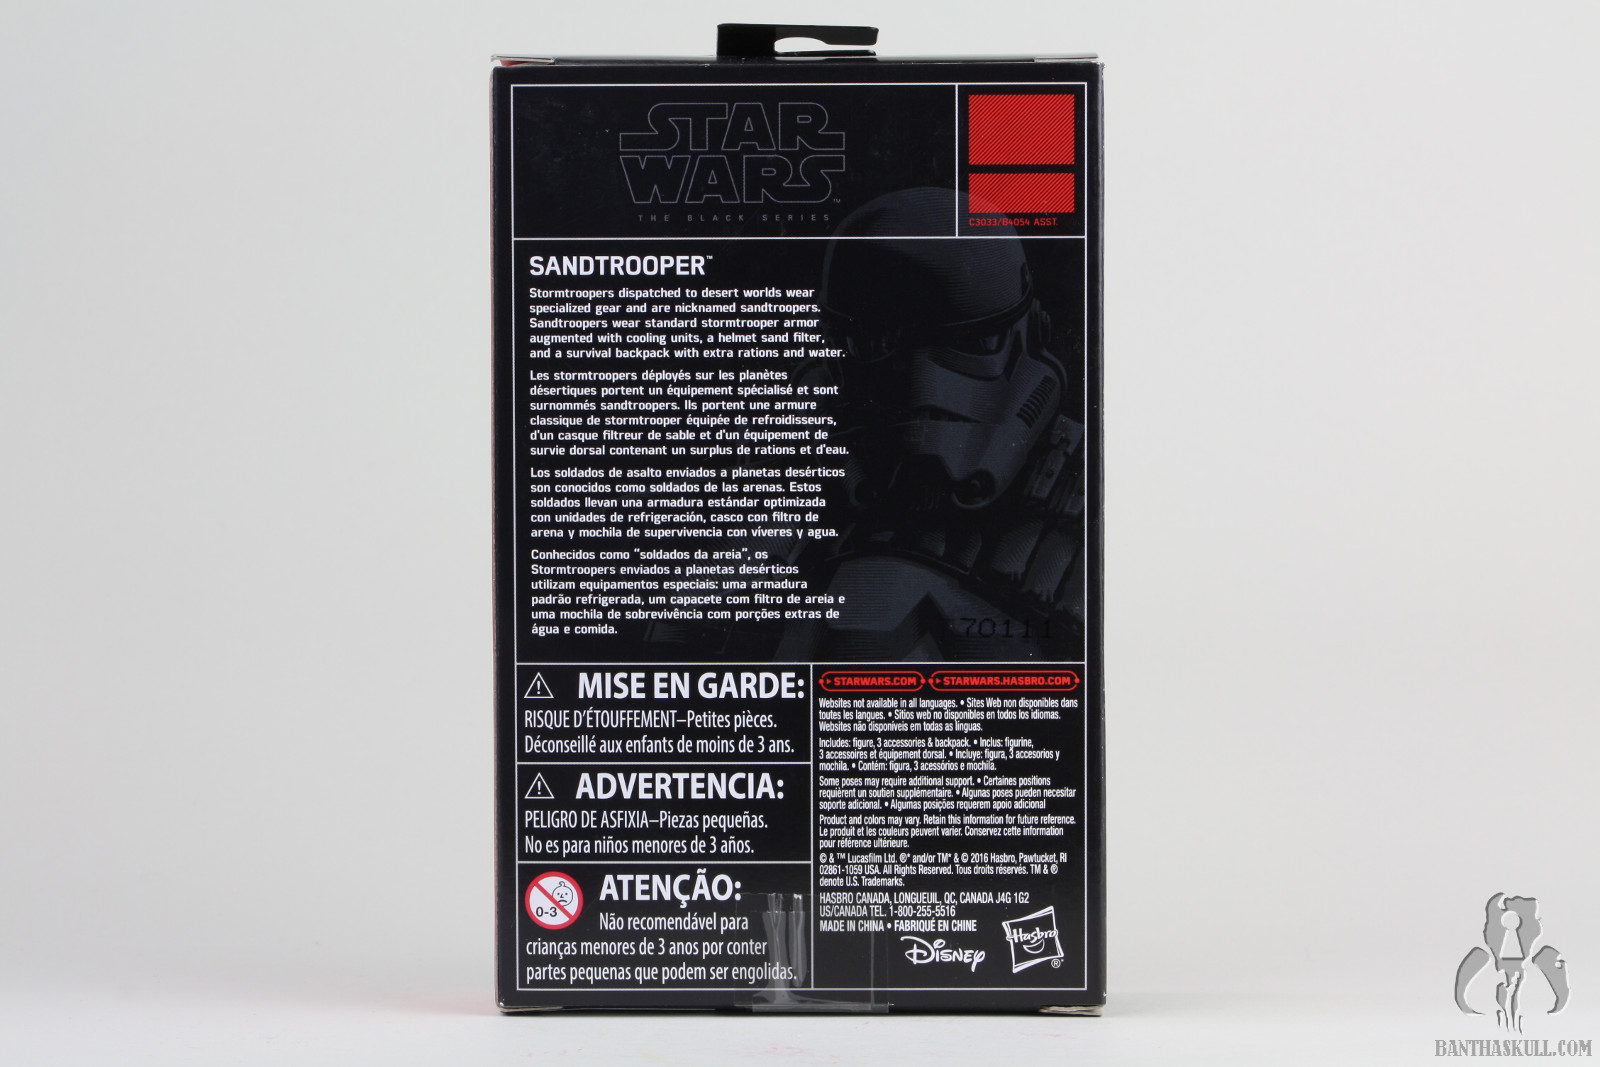 STAR
WARS™
THE BLACK SERIES
C3033/B4054 ASST.
SANDTROOPER™
Stormtroopers dispatched to desert worlds wear
specialized gear and are nicknamed sandtroopers.
Sandtroopers wear standard stormtrooper armor
augmented with cooling units, a helmet sand filter,
and a survival backpack with extra rations and water.
Les stormtroopers déployés sur les planètes
désertiques portent un équipement spécialisé et sont
surnommés sandtroopers. Ils portent une armure
classique de stormtrooper équipée de refroidisseurs,
d'un casque filtreur de sable et d'un équipement de
survie dorsal contenant un surplus de rations et d'eau.
Los soldados de asalto enviados a planetas desérticos
son conocidos como soldados de las arenas. Estos
soldados llevan una armadura estándar optimizada
con unidades de refrigeración, casco con filtro de
arena y mochila de supervivencia con víveres y agua.
Conhecidos como “soldados da areia”, os
Stormtroopers enviados a planetas desérticos
utilizam equipamentos especiais: uma armadura
padrão refrigerada, um capacete com filtro de areia e
uma mochila de sobrevivência com porções extras de
água e comida.
70111
MISE EN GARDE:
RISQUE D'ÉTOUFFEMENT–Petites pièces.
Déconseillé aux enfants de moins de 3 ans.
ADVERTENCIA:
PELIGRO DE ASFIXIA–Piezas pequeñas.
No es para niños menores de 3 años.
0-3
ATENÇÃO:
Não recomendável para
crianças menores de 3 anos por conter
partes pequenas que podem ser engolidas.
STARWARS.COM STARWARS.HASBRO.COM
Websites not available in all languages. • Sites Web non disponibles dans
toutes les langues. • Sitios web no disponibles en todos los idiomas.
Websites não disponíveis em todas as línguas.
Includes: figure, 3 accessories & backpack. • Inclus: figurine,
3 accessoires et équipement dorsal. • Incluye: figura, 3 accesorios y
mochila. • Contém: figura, 3 acessórios e mochila.
Some poses may require additional support. • Certaines positions
requièrent un soutien supplémentaire. • Algunas poses pueden necesitar
soporte adicional. • Algumas posições requerem apoio adicional
Product and colors may vary. Retain this information for future reference.
Le produit et les couleurs peuvent varier. Conservez cette information
pour référence ultérieure.
© & ™ Lucasfilm Ltd. ®* and/or TM* & © 2016 Hasbro, Pawtucket, RI
02861-1059 USA. All Rights Reserved. Tous droits réservés. TM & ®
denote U.S. Trademarks.
HASBRO CANADA, LONGUEUIL, QC, CANADA J4G 1G2
US/CANADA TEL. 1-800-255-5516
MADE IN CHINA • FABRIQUÉ EN CHINE
Disney
Hasbro®
BANTHASKULL.COM